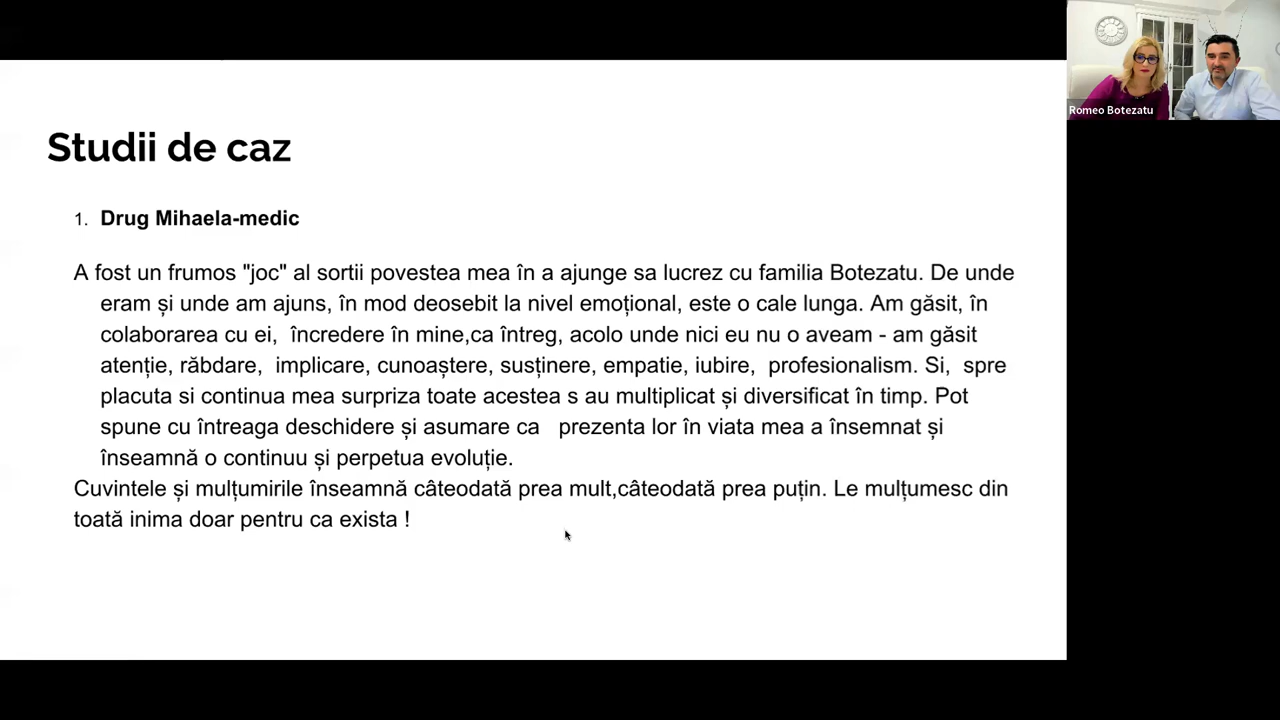 Studii de caz
1. Drug Mihaela-medic
A fost un frumos "joc" al sortii povestea mea în a ajunge sa lucrez cu familia Botezatu. De unde
eram și unde am ajuns, în mod deosebit la nivel emoțional, este o cale lunga. Am găsit, în
colaborarea cu ei, încredere în mine,ca întreg, acolo unde nici eu nu o aveam - am găsit
atenție, răbdare, implicare, cunoaștere, susținere, empatie, iubire, profesionalism. Si, spre
placuta si continua mea surpriza toate acestea s au multiplicat și diversificat în timp. Pot
spune cu întreaga deschidere și asumare ca prezenta lor în viata mea a însemnat și
înseamnă o continuu și perpetua evoluție.
Cuvintele și mulțumirile înseamnă câteodată prea mult,câteodată prea puțin. Le mulțumesc din
toată inima doar pentru ca exista !
Romeo Botezatu